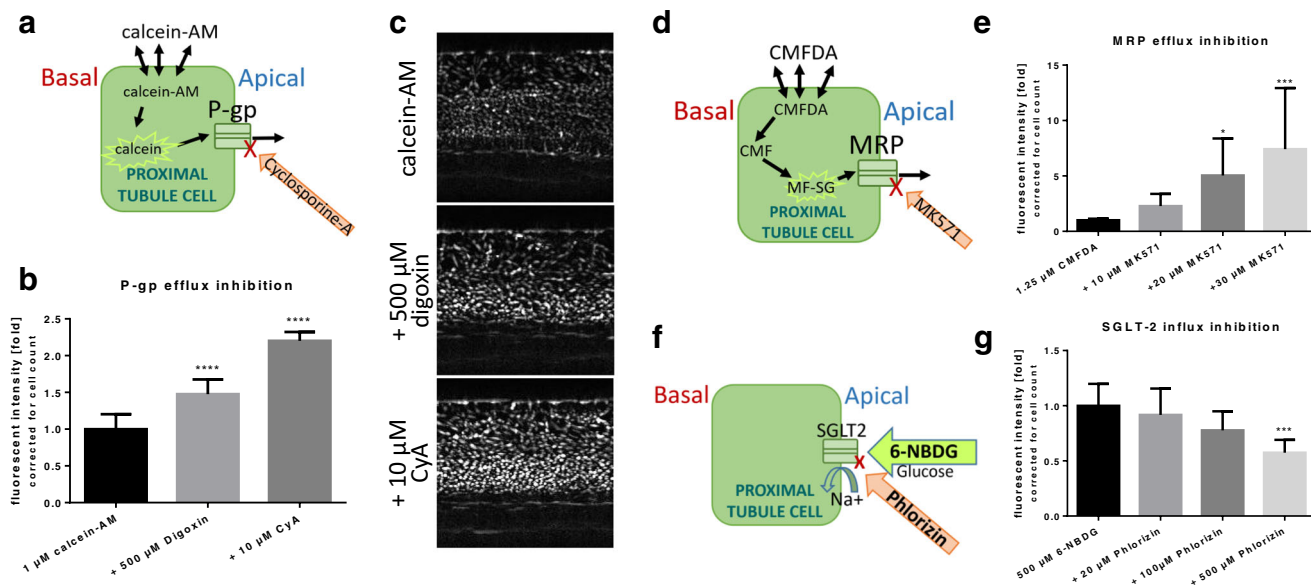 a
calcein-AM
Basal
Apical
calcein-AM
P-gp
calcein
X
PROXIMAL
TUBULE CELL
Cyclosporine-A
b
P-gp efflux inhibition
fluorescent intensity [fold]
corrected for cell count
2.5
2.0
1.5
1.0
0.5
0.0
****
****
1 µM calcein-AM
+ 500 µM Digoxin
+ 10 µM CyA
c
calcein-AM
+ 500 µM
digoxin
+ 10 µM
CyA
d
CMFDA
Basal
Apical
CMFDA
CMF
MRP
MF-SG
X
PROXIMAL
TUBULE CELL
MK571
e
MRP efflux inhibition
fluorescent intensity [fold]
corrected for cell count
15
10
5
0
*
***
1.25 µM CMFDA
+ 10 µM MK571
+20 µM MK571
+30 µM MK571
f
Basal
Apical
SGLT2
X
6-NBDG
Glucose
PROXIMAL
TUBULE CELL
Na+
Phlorizin
g
SGLT-2 influx inhibition
fluorescent intensity [fold]
corrected for cell count
1.5
1.0
0.5
0.0
***
500 µM 6-NBDG
+ 20 µM Phlorizin
+ 100µM Phlorizin
+ 500 µM Phlorizin